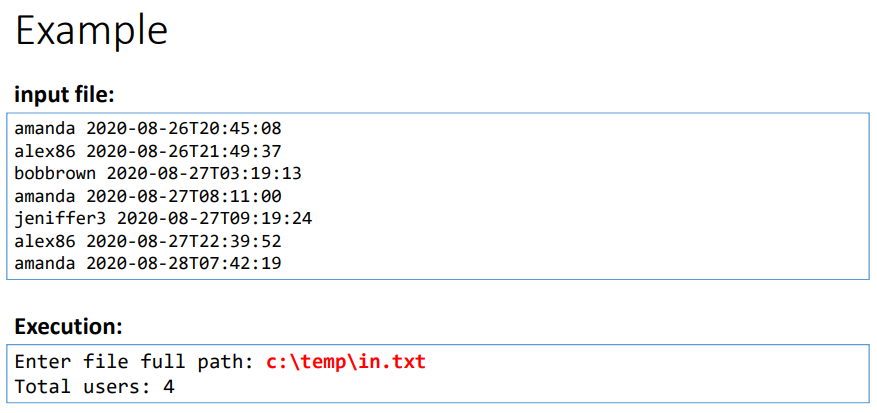 Example
input file:
amanda 2020-08-26T20:45:08
alex86 2020-08-26T21:49:37
bobbrown 2020-08-27T03:19:13
amanda 2020-08-27T08:11:00
jeniffer3 2020-08-27T09:19:24
alex86 2020-08-27T22:39:52
amanda 2020-08-28T07:42:19
Execution:
Enter file full path: c:\temp\in.txt
Total users: 4